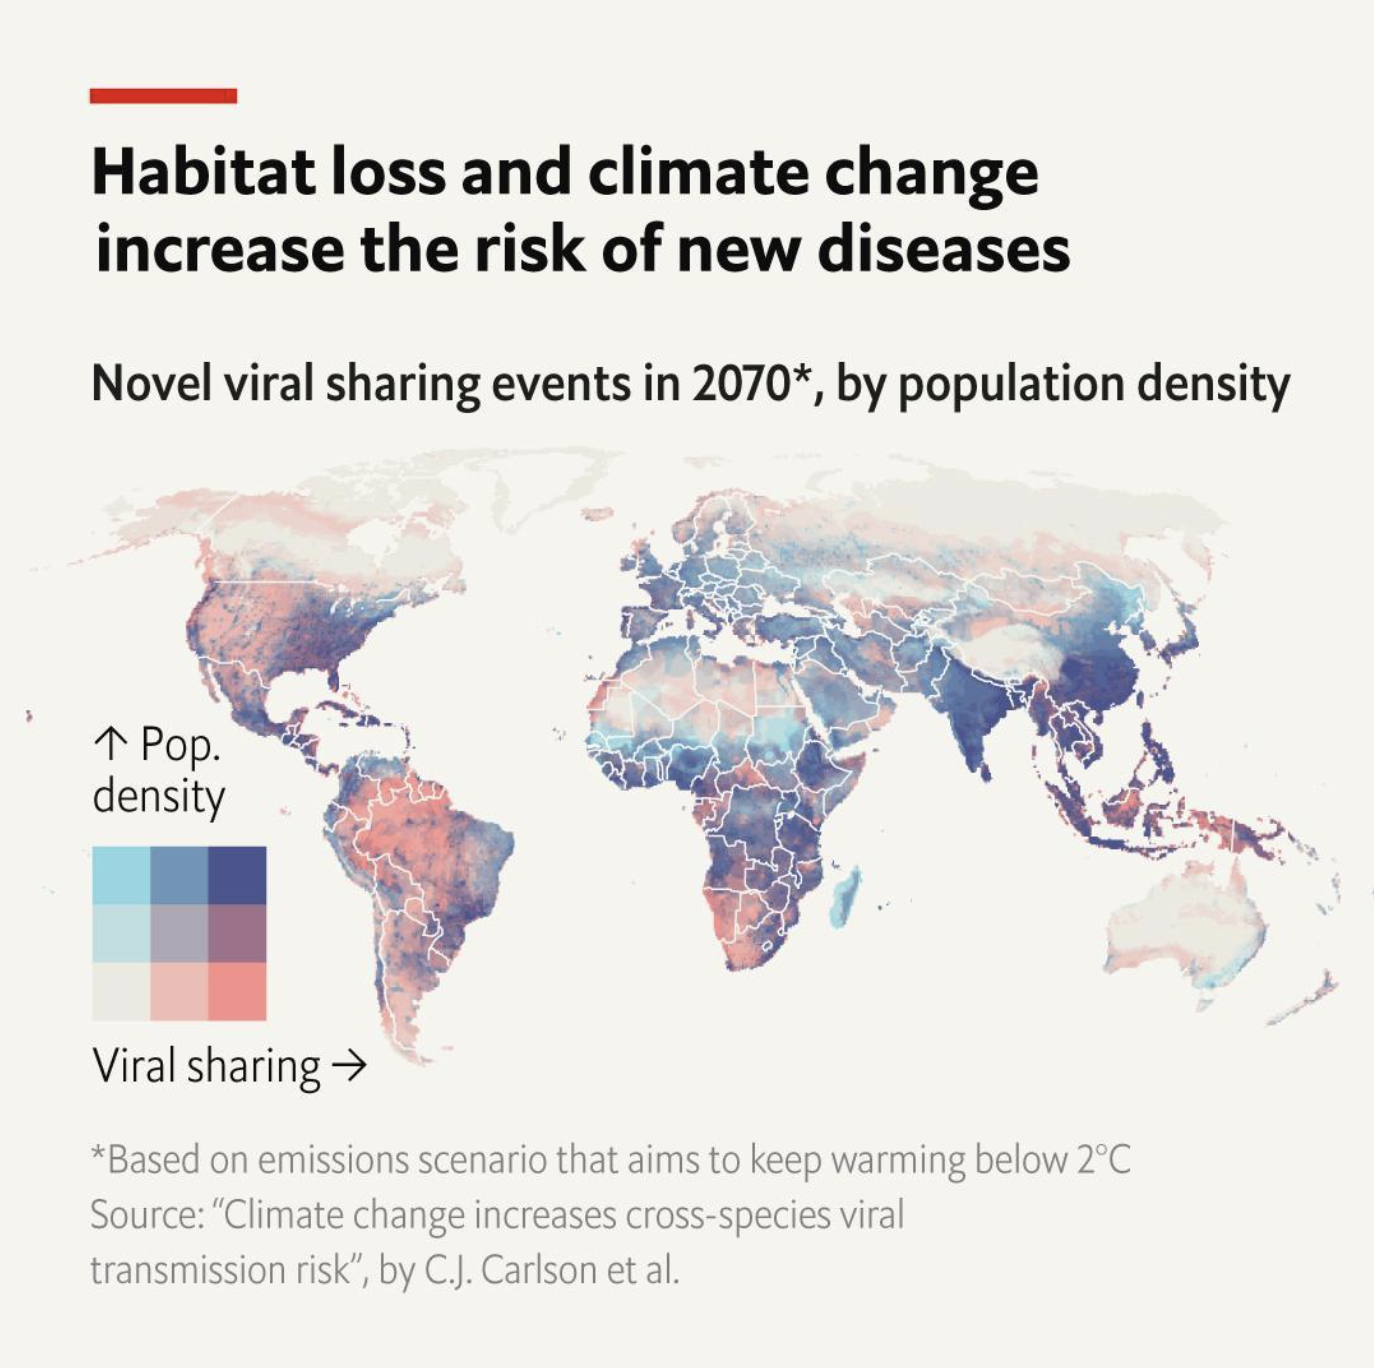 Habitat loss and climate change
increase the risk of new diseases
Novel viral sharing events in 2070*, by population density
↑ Pop.
density
Viral sharing →
*Based on emissions scenario that aims to keep warming below 2°C
Source: “Climate change increases cross-species viral
transmission risk”, by C.J. Carlson et al.